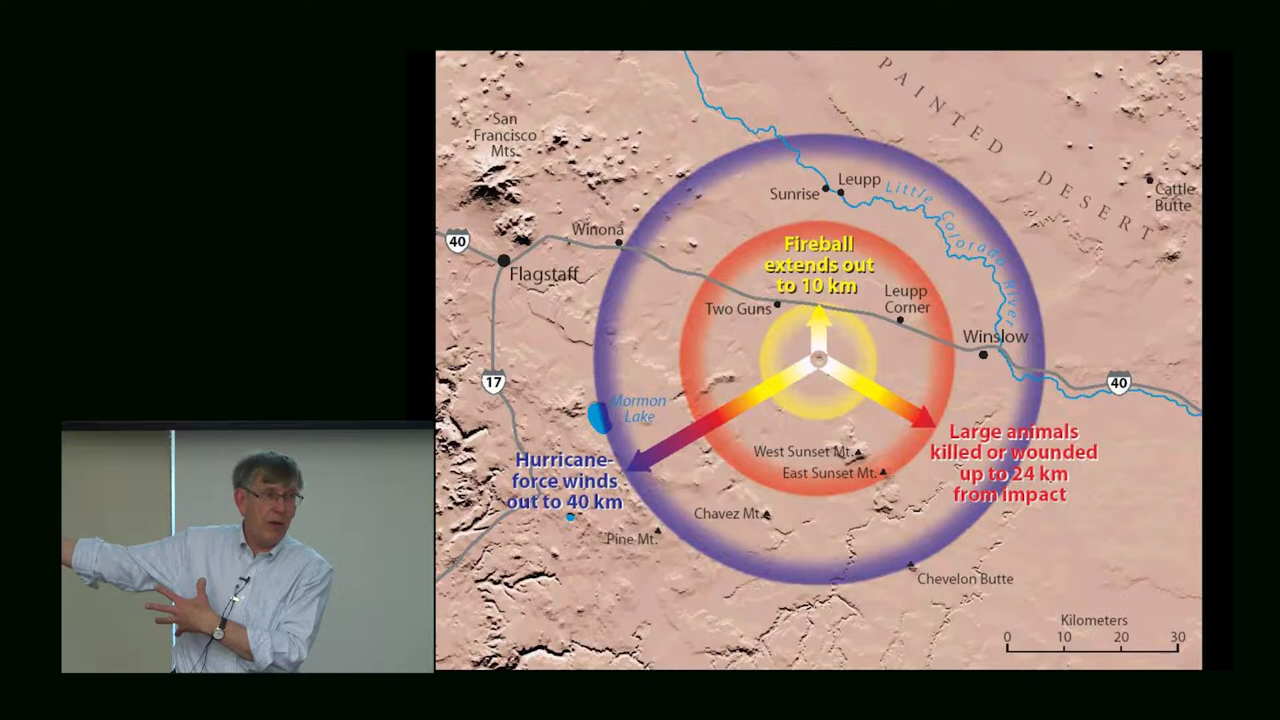 PAINTED
DESERT
San
Francisco
Mts.
Cattle
Butte
Sunrise
Leupp
Little Colorado River
40
Winona
Flagstaff
Fireball
extends out
to 10 km
Two Guns
Leupp
Corner
Winslow
17
40
Mormon
Lake
Large animals
killed or wounded
up to 24 km
from impact
West Sunset Mt.
East Sunset Mt.
Hurricane-
force winds
out to 40 km
Chavez Mt.
Pine Mt.
Chevelon Butte
Kilometers
0 10 20 30